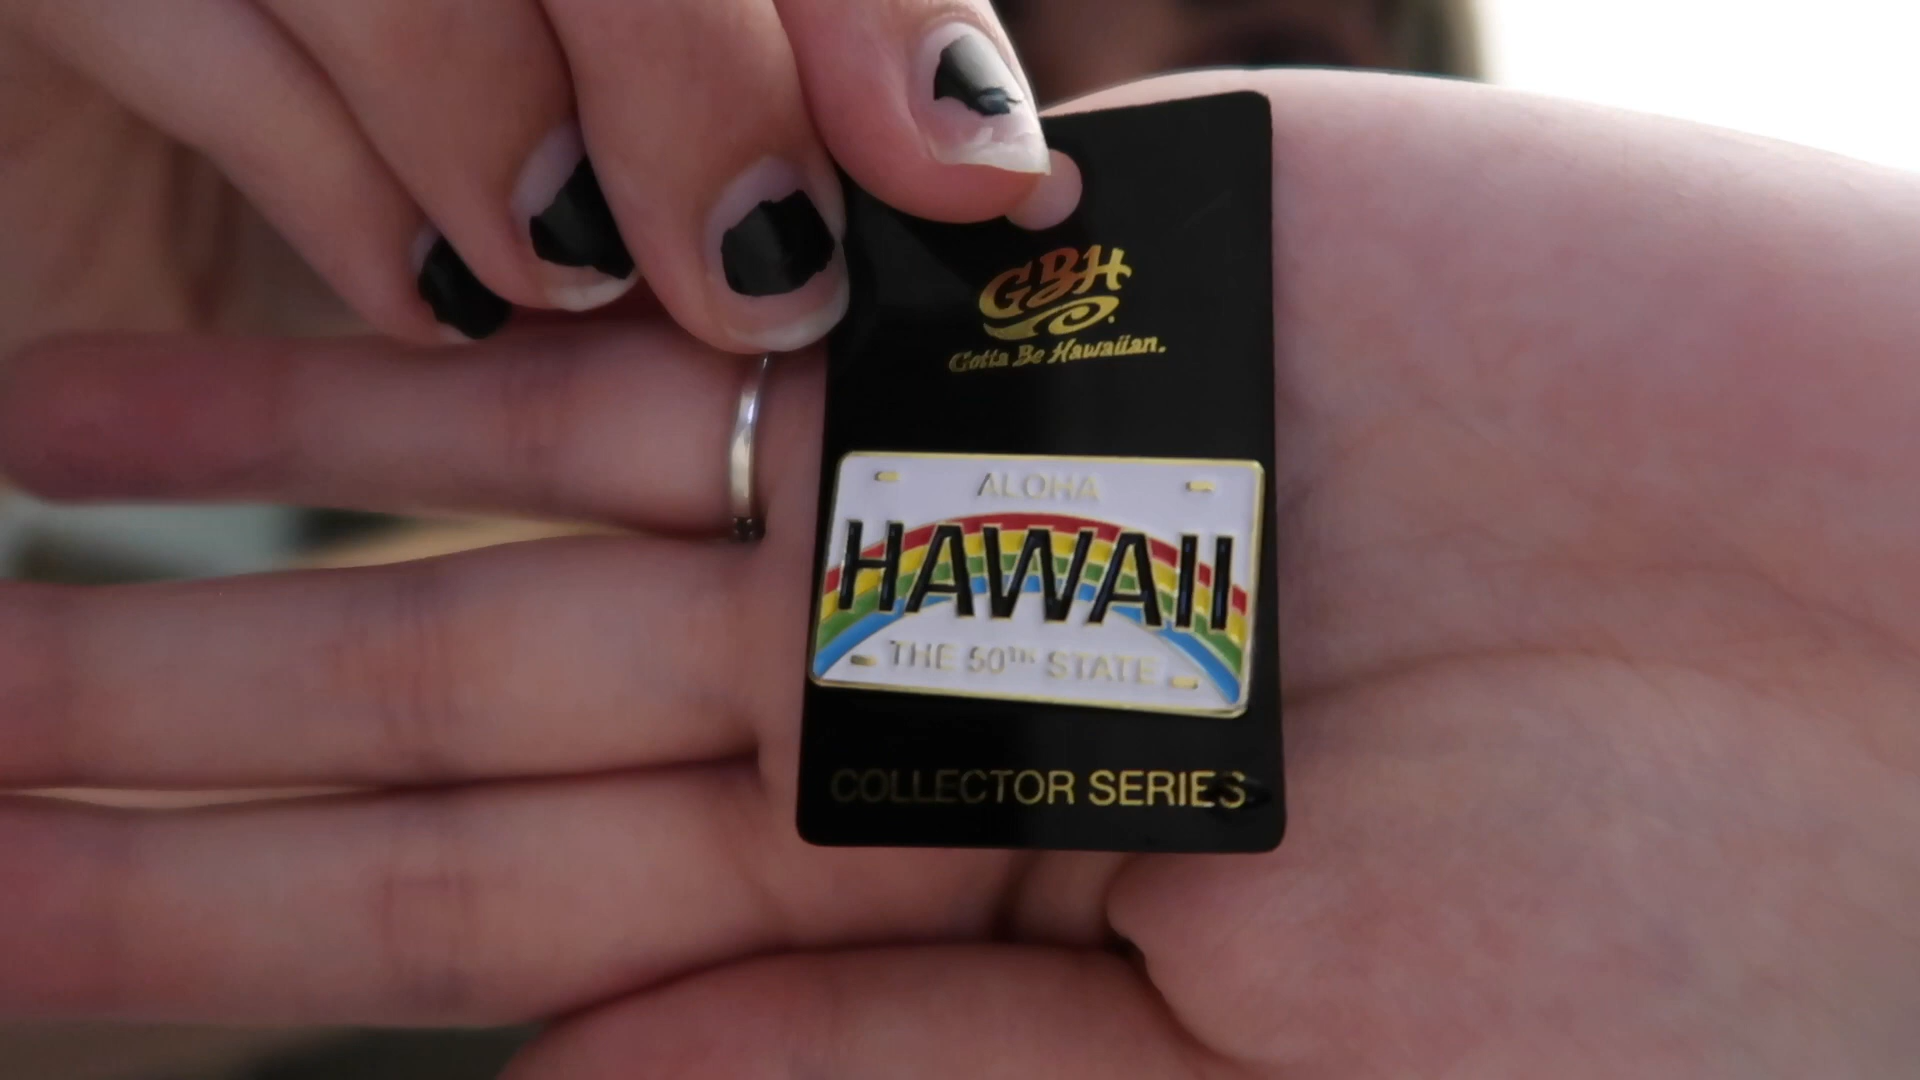 GBH
Gotta Be Hawaiian.
ALOHA
HAWAII
THE 50TH STATE
COLLECTOR SERIES